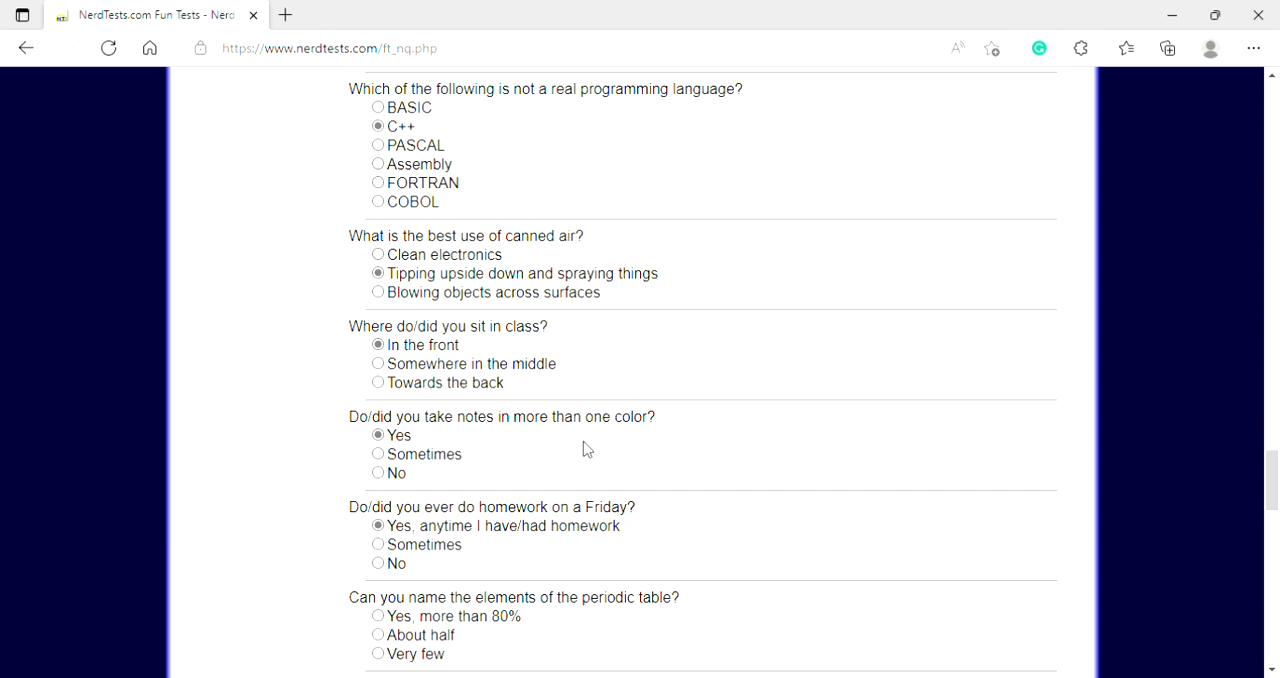 NerdTests.com Fun Tests - Nerd
https://www.nerdtests.com/ft_nq.php
Which of the following is not a real programming language?
BASIC
C++
PASCAL
Assembly
FORTRAN
COBOL
What is the best use of canned air?
Clean electronics
Tipping upside down and spraying things
Blowing objects across surfaces
Where do/did you sit in class?
In the front
Somewhere in the middle
Towards the back
Do/did you take notes in more than one color?
Yes
Sometimes
No
Do/did you ever do homework on a Friday?
Yes, anytime I have/had homework
Sometimes
No
Can you name the elements of the periodic table?
Yes, more than 80%
About half
Very few